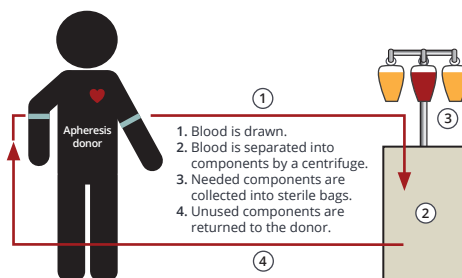 Apheresis
donor
1
1. Blood is drawn.
2. Blood is separated into
components by a centrifuge.
3. Needed components are
collected into sterile bags.
4. Unused components are
returned to the donor.
3
2
4